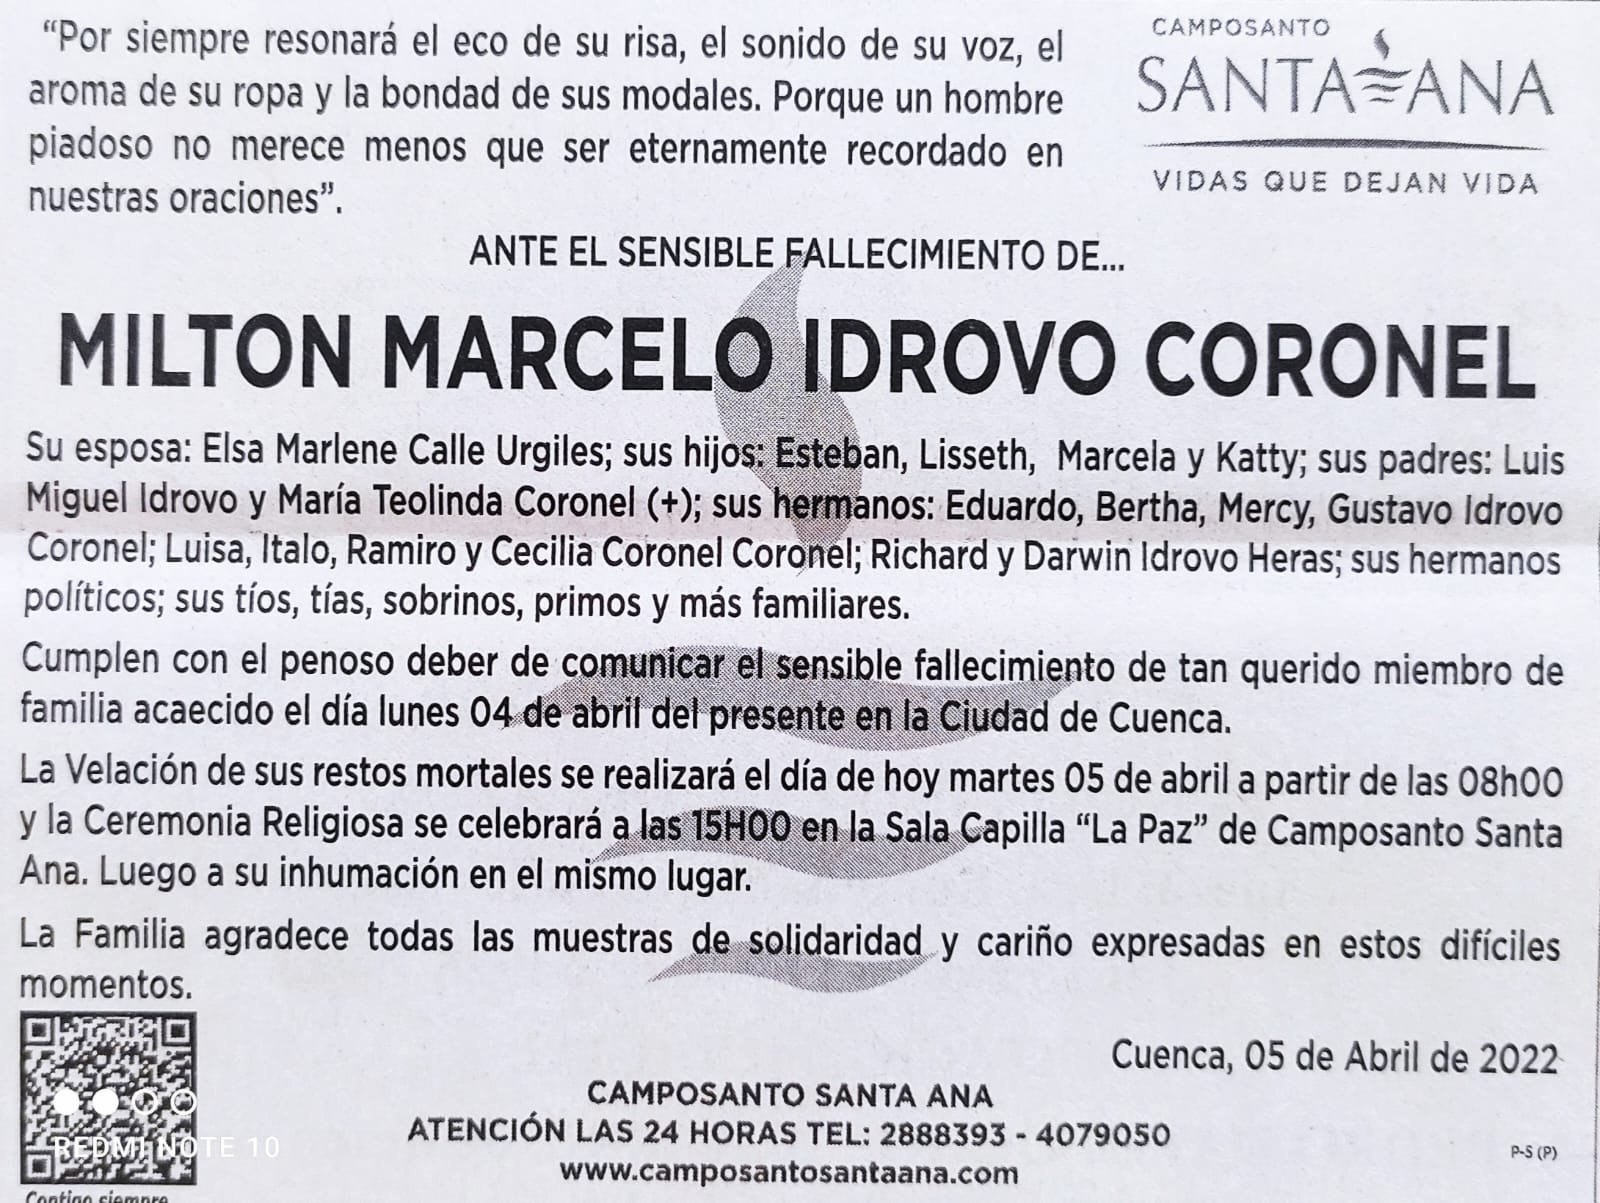 “Por siempre resonará el eco de su risa, el sonido de su voz, el
aroma de su ropa y la bondad de sus modales. Porque un hombre
piadoso no merece menos que ser eternamente recordado en
nuestras oraciones”.
CAMPOSANTO
SANTA ANA
VIDAS QUE DEJAN VIDA
ANTE EL SENSIBLE FALLECIMIENTO DE...
MILTON MARCELO IDROVO CORONEL
Su esposa: Elsa Marlene Calle Urgiles; sus hijos: Esteban, Lisseth, Marcela y Katty; sus padres: Luis
Miguel Idrovo y María Teolinda Coronel (+); sus hermanos: Eduardo, Bertha, Mercy, Gustavo Idrovo
Coronel; Luisa, Italo, Ramiro y Cecilia Coronel Coronel; Richard y Darwin Idrovo Heras; sus hermanos
políticos; sus tíos, tías, sobrinos, primos y más familiares.
Cumplen con el penoso deber de comunicar el sensible fallecimiento de tan querido miembro de
familia acaecido el día lunes 04 de abril del presente en la Ciudad de Cuenca.
La Velación de sus restos mortales se realizará el día de hoy martes 05 de abril a partir de las 08h00
y la Ceremonia Religiosa se celebrará a las 15H00 en la Sala Capilla “La Paz” de Camposanto Santa
Ana. Luego a su inhumación en el mismo lugar.
La Familia agradece todas las muestras de solidaridad y cariño expresadas en estos difíciles
momentos.
Cuenca, 05 de Abril de 2022
CAMPOSANTO SANTA ANA
ATENCIÓN LAS 24 HORAS TEL: 2888393 - 4079050
www.camposantosantaana.com
P-S (P)
REDMI NOTE 10
Contigo siempre